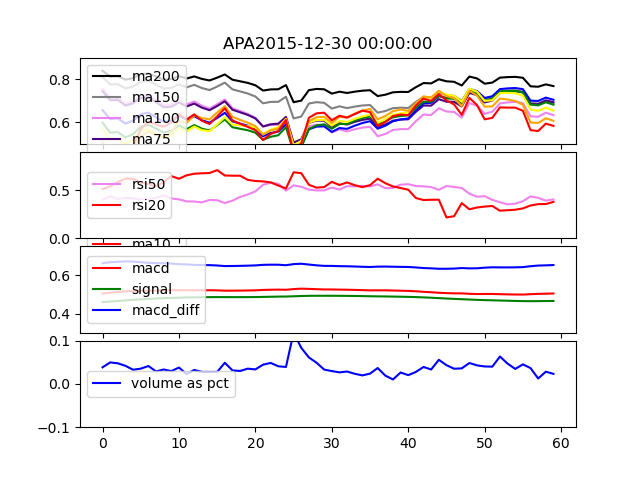 APA2015-12-30 00:00:00
0.8
0.6
ma200
ma150
ma100
ma75
0.5
0.0
rsi50
rsi20
ma10
0.6
0.4
macd
signal
macd_diff
0.1
0.0
−0.1
volume as pct
0 10 20 30 40 50 60